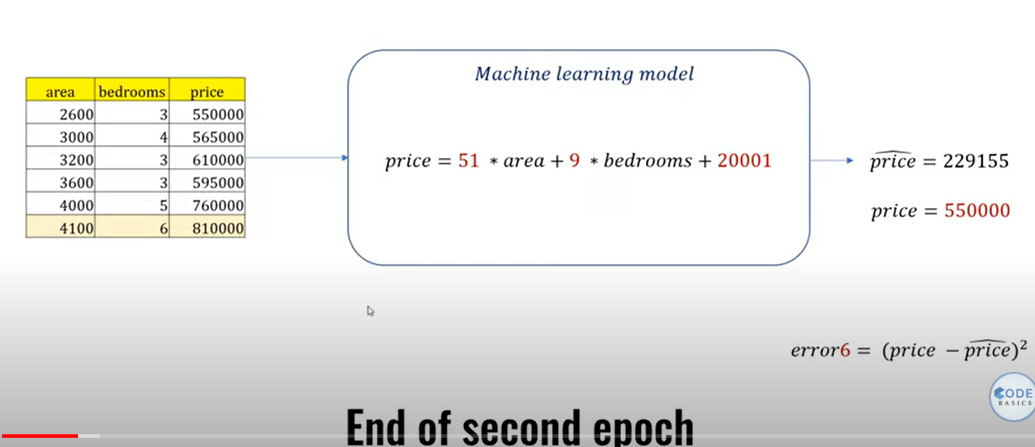 Machine learning model
area bedrooms price
2600 3 550000
3000 4 565000
3200 3 610000
3600 3 595000
4000 5 760000
4100 6 810000
price = 51 * area + 9 * bedrooms + 20001
\widehat{price} = 229155
price = 550000
error6 = (price − \widehat{price})²
CODE
BASICS
End of second epoch